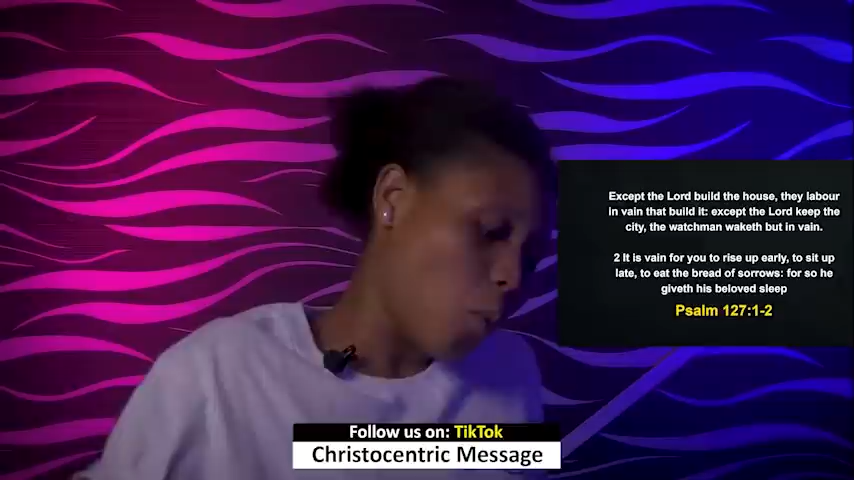 Except the Lord build the house, they labour
in vain that build it: except the Lord keep the
city, the watchman waketh but in vain.
2 It is vain for you to rise up early, to sit up
late, to eat the bread of sorrows: for so he
giveth his beloved sleep
Psalm 127:1-2
Follow us on: TikTok
Christocentric Message